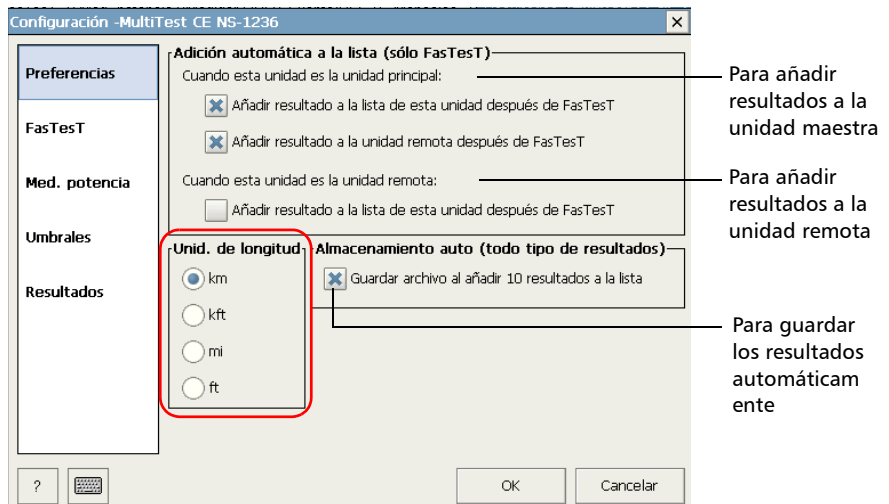 Configuración -MultiTest CE NS-1236
Preferencias
FasTesT
Med. potencia
Umbrales
Resultados
Adición automática a la lista (sólo FasTesT)
Cuando esta unidad es la unidad principal:
Añadir resultado a la lista de esta unidad después de FasTesT
Añadir resultado a la unidad remota después de FasTesT
Cuando esta unidad es la unidad remota:
Añadir resultado a la lista de esta unidad después de FasTesT
Unid. de longitud
km
kft
mi
ft
Almacenamiento auto (todo tipo de resultados)
Guardar archivo al añadir 10 resultados a la lista
?
OK
Cancelar
Para añadir
resultados a la
unidad maestra
Para añadir
resultados a la
unidad remota
Para guardar
los resultados
automáticam
ente